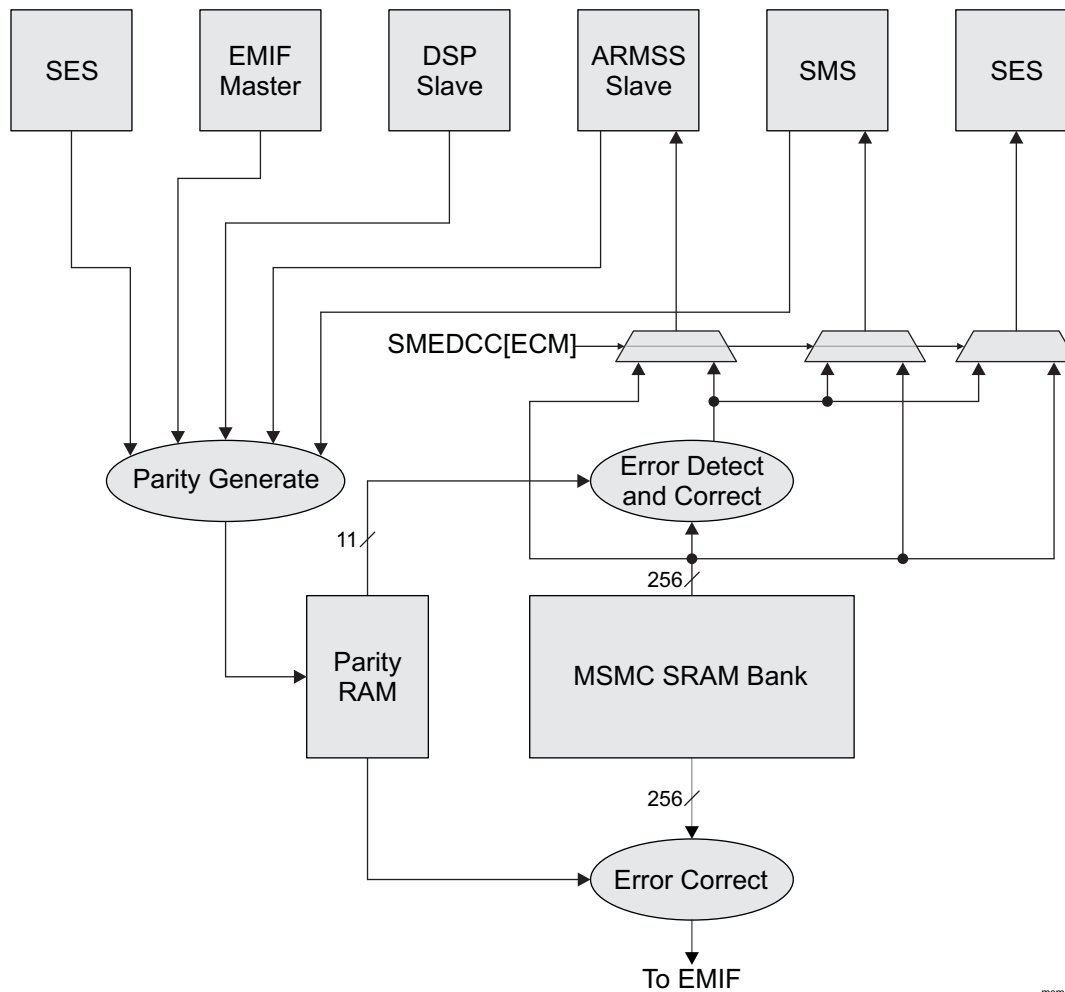 SES
EMIF
Master
DSP
Slave
ARMSS
Slave
SMS
SES
SMEDCC[ECM]
Parity Generate
Error Detect
and Correct
11
256
Parity
RAM
MSMC SRAM Bank
256
Error Correct
To EMIF